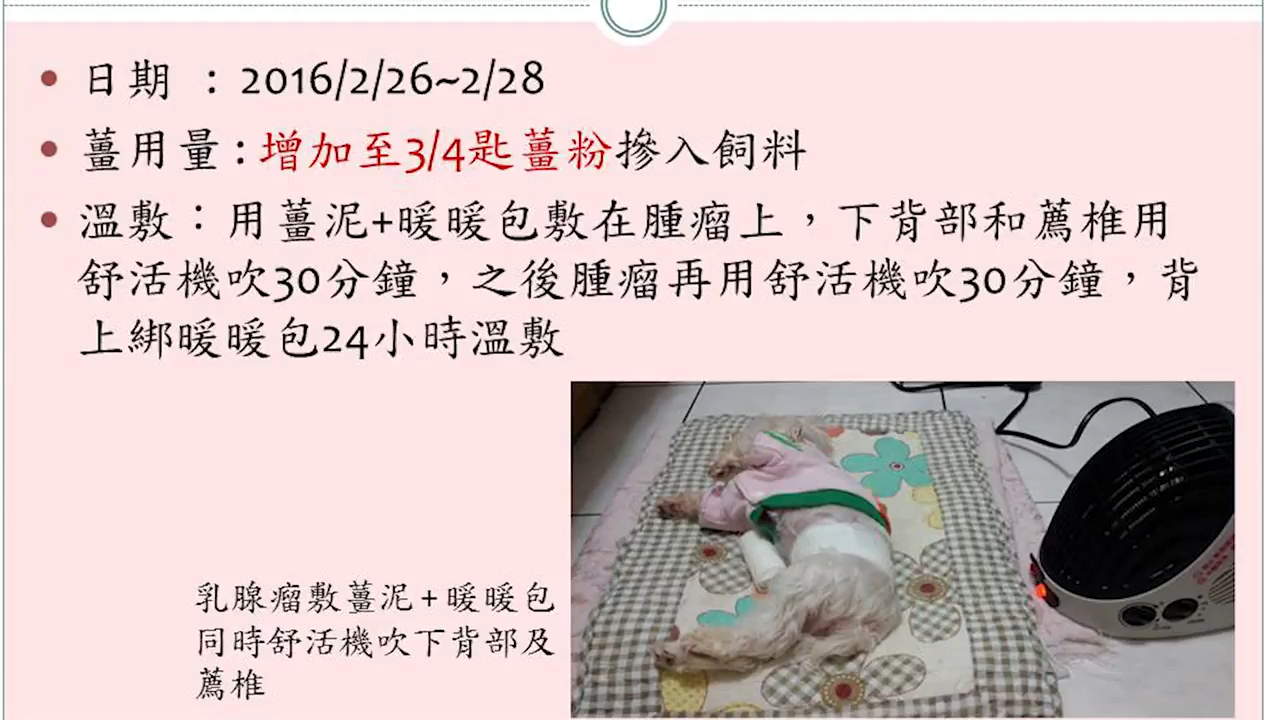 日期 : 2016/2/26~2/28
薑用量 : 增加至3/4匙薑粉摻入飼料
溫敷：用薑泥+暖暖包敷在腫瘤上，下背部和薦椎用
舒活機吹30分鐘，之後腫瘤再用舒活機吹30分鐘，背
上綁暖暖包24小時溫敷
乳腺瘤敷薑泥+暖暖包
同時舒活機吹下背部及
薦椎